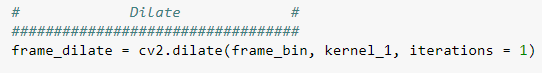 #              Dilate              #
##################################
frame_dilate = cv2.dilate(frame_bin, kernel_1, iterations = 1)